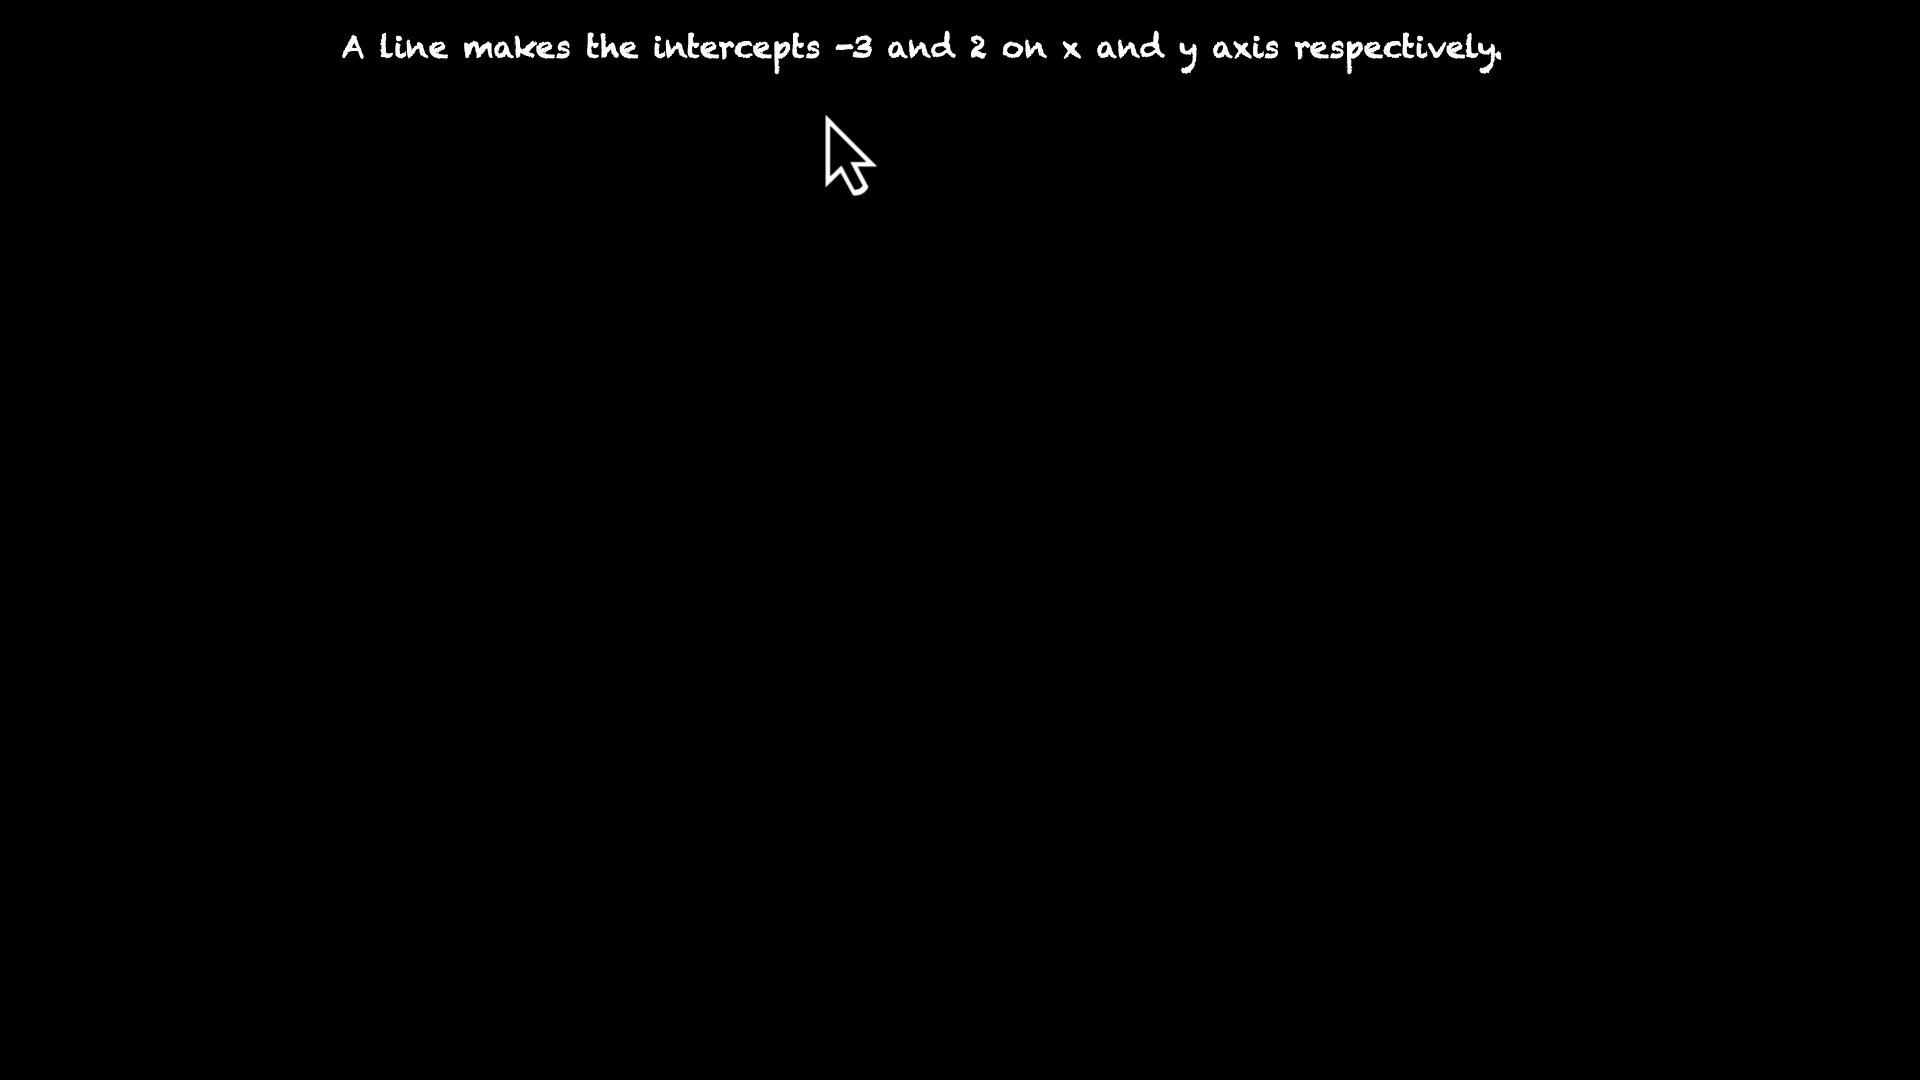 A line makes the intercepts -3 and 2 on x and y axis respectively.